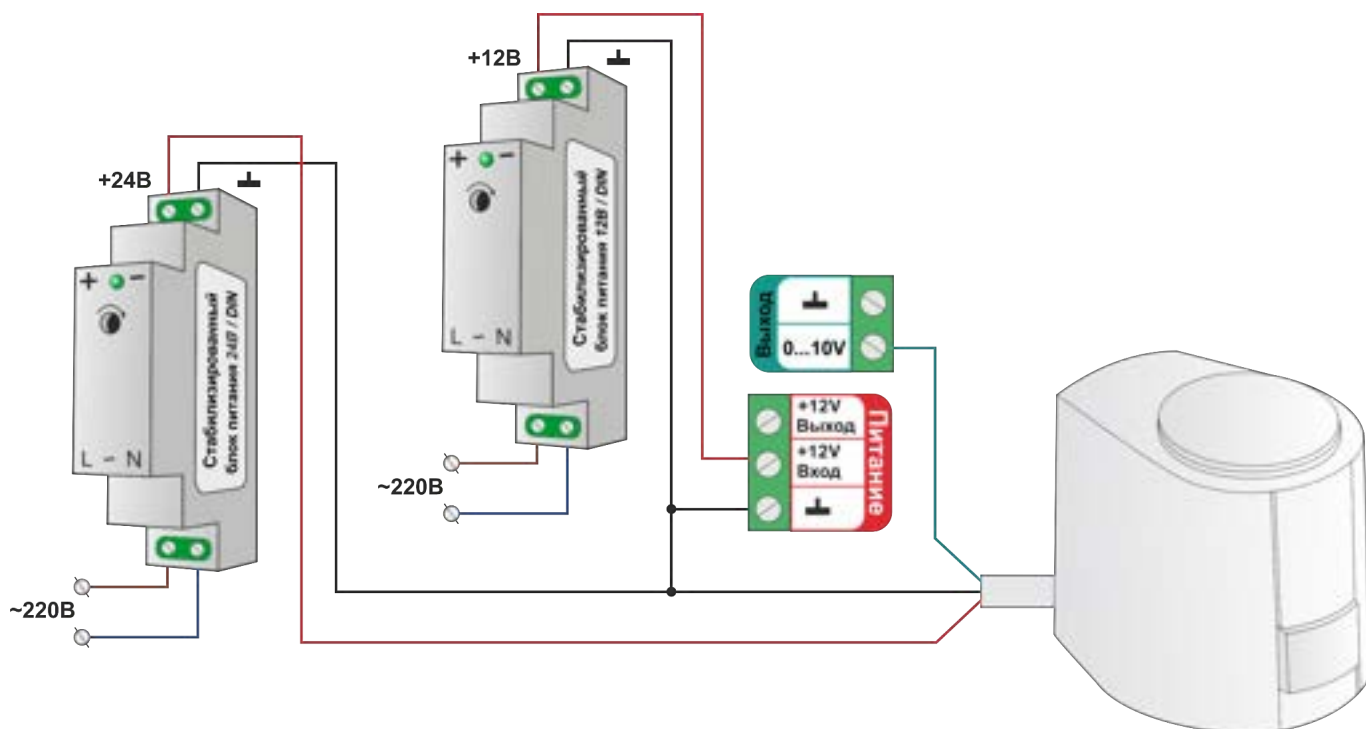 +12В
+24В
+ −
L ~ N
Стабилизированный
блок питания 12В / DIN
+ −
L ~ N
Стабилизированный
блок питания 24В / DIN
Выход
0...10V
+12V
Выход
+12V
Вход
Питание
~220В
~220В